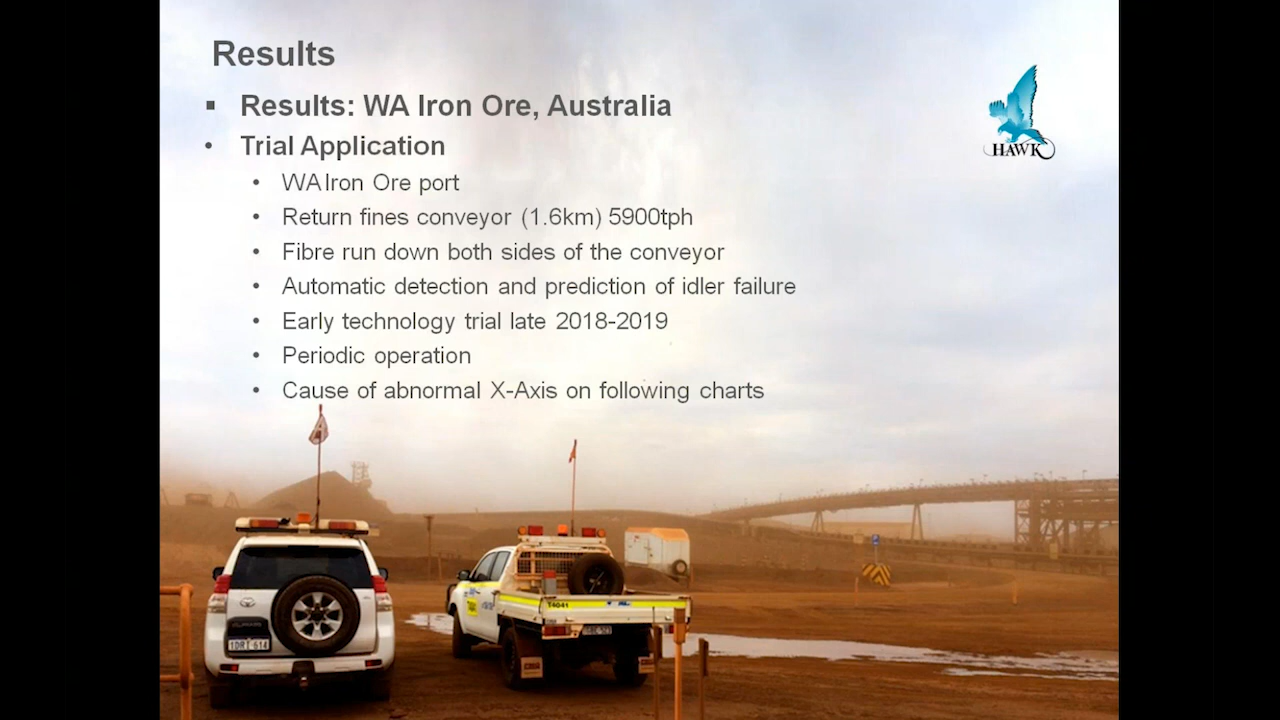 Results
▪ Results: WA Iron Ore, Australia
• Trial Application
• WA Iron Ore port
• Return fines conveyor (1.6km) 5900tph
• Fibre run down both sides of the conveyor
• Automatic detection and prediction of idler failure
• Early technology trial late 2018-2019
• Periodic operation
• Cause of abnormal X-Axis on following charts
HAWK
T4041